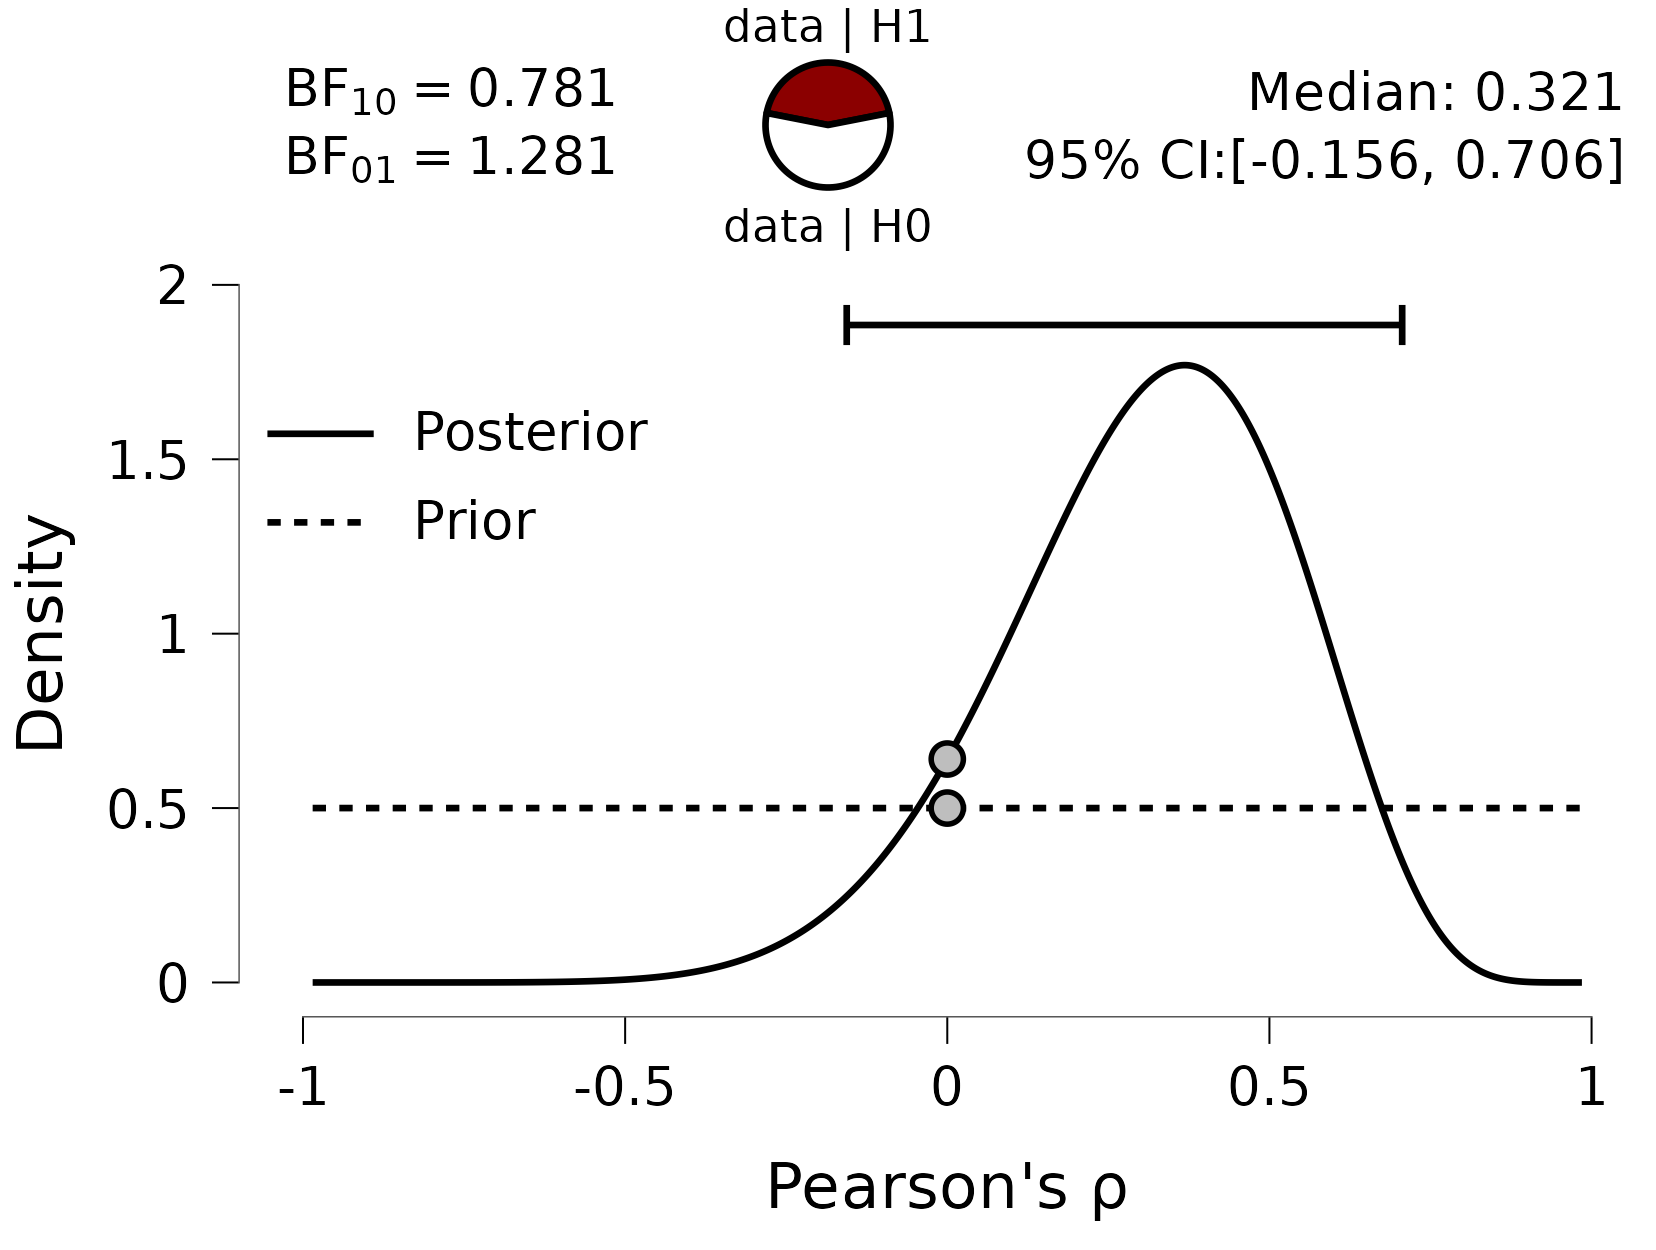 data | H1
BF10 = 0.781
BF01 = 1.281
Median: 0.321
95% CI:[-0.156, 0.706]
data | H0
2
1.5
1
0.5
0
Density
Posterior
Prior
-1 -0.5 0 0.5 1
Pearson's ρ